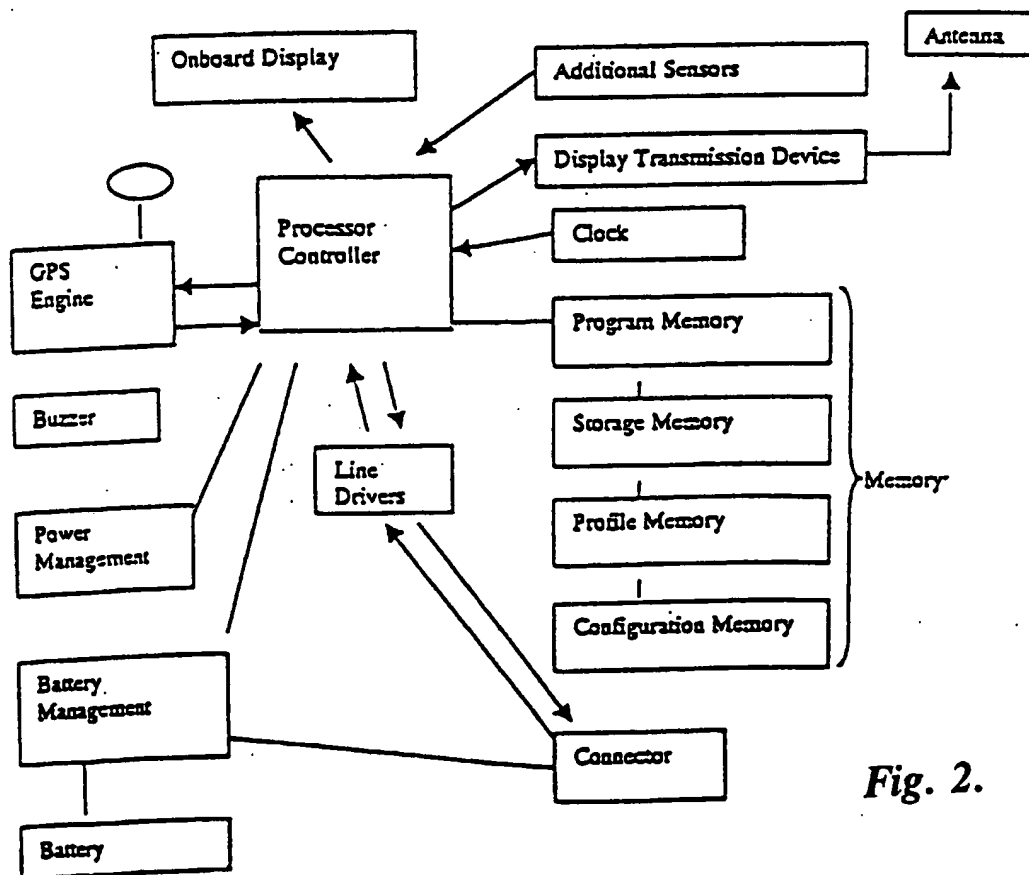 Onboard Display
Antenna
Additional Sensors
Display Transmission Device
Processor
Controller
Clock
GPS
Engine
Program Memory
Buzzer
Storage Memory
Line
Drivers
Memory
Power
Management
Profile Memory
Configuration Memory
Battery
Management
Connector
Fig. 2.
Battery